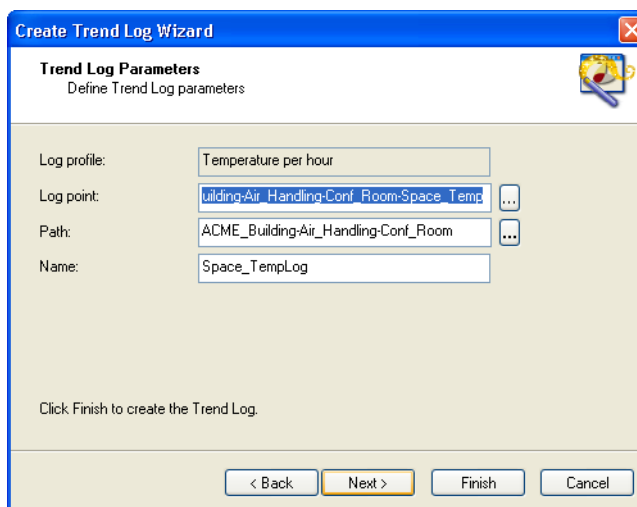 Create Trend Log Wizard
Trend Log Parameters
Define Trend Log parameters
Log profile: Temperature per hour
Log point: uilding-Air_Handling-Conf_Room-Space_Temp ...
Path: ACME_Building-Air_Handling-Conf_Room ...
Name: Space_TempLog
Click Finish to create the Trend Log.
< Back Next > Finish Cancel